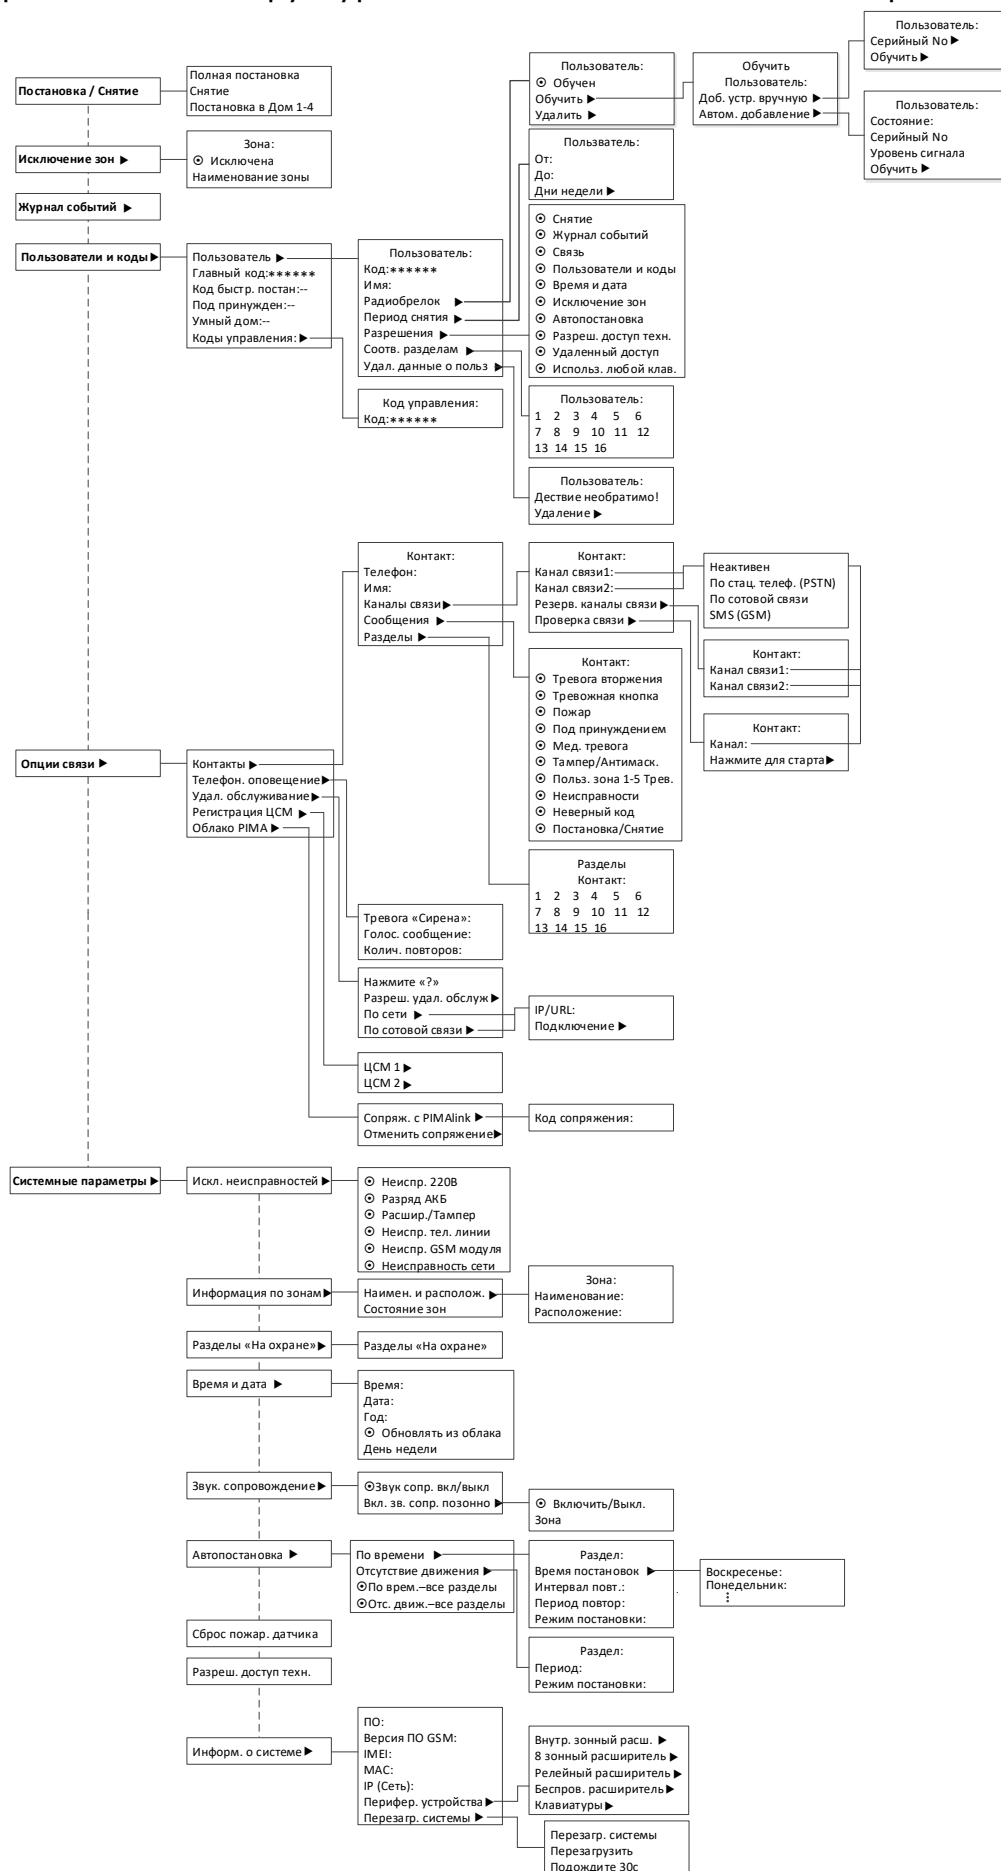 Постановка / Снятие
Полная постановка
Снятие
Постановка в Дом 1-4
Исключение зон ▶
Зона:
⦿ Исключена
Наименование зоны
Журнал событий ▶
Пользователи и коды▶
Пользователь ▶
Главный код:∗∗∗∗∗∗
Код быстр. постан:--
Под принужден:--
Умный дом:--
Коды управления: ▶
Пользователь:
Код:∗∗∗∗∗∗
Имя:
Радиобрелок ▶
Период снятия ▶
Разрешения ▶
Соотв. разделам ▶
Удал. данные о польз ▶
Код управления:
Код:∗∗∗∗∗∗
Пользователь:
⦿ Обучен
Обучить ▶
Удалить ▶
Обучить
Пользователь:
Доб. устр. вручную ▶
Автом. добавление ▶
Пользователь:
Серийный No ▶
Обучить ▶
Пользователь:
Состояние:
Серийный No
Уровень сигнала
Обучить ▶
Пользватель:
От:
До:
Дни недели ▶
⦿ Снятие
⦿ Журнал событий
⦿ Связь
⦿ Пользователи и коды
⦿ Время и дата
⦿ Исключение зон
⦿ Автопостановка
⦿ Разреш. доступ техн.
⦿ Удаленный доступ
⦿ Использ. любой клав.
Пользователь:
1 2 3 4 5 6
7 8 9 10 11 12
13 14 15 16
Пользователь:
Дествие необратимо!
Удаление ▶
Опции связи ▶
Контакты ▶
Телефон. оповещение▶
Удал. обслуживание▶
Регистрация ЦСМ ▶
Облако PIMA ▶
Контакт:
Телефон:
Имя:
Каналы связи▶
Сообщения ▶
Разделы ▶
Контакт:
Канал связи1:
Канал связи2:
Резерв. каналы связи ▶
Проверка связи ▶
Неактивен
По стац. телеф. (PSTN)
По сотовой связи
SMS (GSM)
Контакт:
Канал связи1:
Канал связи2:
Контакт:
Канал:
Нажмите для старта▶
Контакт:
⦿ Тревога вторжения
⦿ Тревожная кнопка
⦿ Пожар
⦿ Под принуждением
⦿ Мед. тревога
⦿ Тампер/Антимаск.
⦿ Польз. зона 1-5 Трев.
⦿ Неисправности
⦿ Неверный код
⦿ Постановка/Снятие
Разделы
Контакт:
1 2 3 4 5 6
7 8 9 10 11 12
13 14 15 16
Тревога «Сирена»:
Голос. сообщение:
Колич. повторов:
Нажмите «?»
Разреш. удал. обслуж▶
По сети ▶
По сотовой связи ▶
IP/URL:
Подключение ▶
ЦСМ 1 ▶
ЦСМ 2 ▶
Сопряж. с PIMAlink ▶
Отменить сопряжение▶
Код сопряжения:
Системные параметры ▶
Искл. неисправностей ▶
⦿ Неиспр. 220В
⦿ Разряд АКБ
⦿ Расшир./Тампер
⦿ Неиспр. тел. линии
⦿ Неиспр. GSM модуля
⦿ Неисправность сети
Информация по зонам▶
Наимен. и располож. ▶
Состояние зон
Зона:
Наименование:
Расположение:
Разделы «На охране»▶
Разделы «На охране»
Время и дата ▶
Время:
Дата:
Год:
⦿ Обновлять из облака
День недели
Звук. сопровождение▶
⦿Звук сопр. вкл/выкл
Вкл. зв. сопр. позонно ▶
⦿ Включить/Выкл.
Зона
Автопостановка ▶
По времени ▶
Отсутствие движения ▶
⦿По врем.–все разделы
⦿Отс. движ.–все разделы
Раздел:
Время постановок ▶
Интервал повт.:
Период повтор:
Режим постановки:
Воскресенье:
Понедельник:
⋮
Раздел:
Период:
Режим постановки:
Сброс пожар. датчика
Разреш. доступ техн.
Информ. о системе ▶
ПО:
Версия ПО GSM:
IMEI:
MAC:
IP (Сеть):
Перифер. устройства▶
Перезагр. системы ▶
Внутр. зонный расш. ▶
8 зонный расширитель ▶
Релейный расширитель ▶
Беспров. расширитель ▶
Клавиатуры ▶
Перезагр. системы
Перезагрузить
Подождите 30с